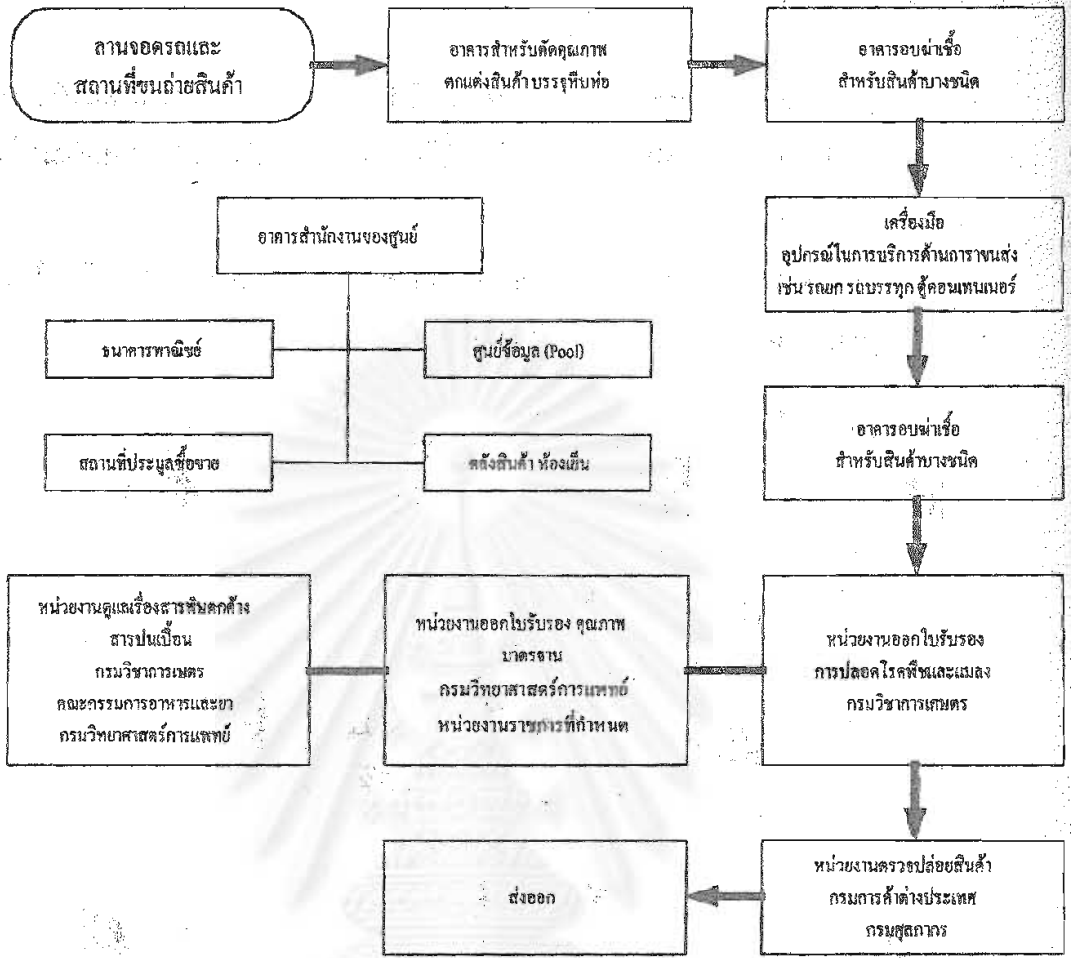 ลานจอดรถและ
สถานที่ขนถ่ายสินค้า
อาคารสำหรับคัดคุณภาพ
ตกแต่งสินค้า บรรจุหีบห่อ
อาคารอบฆ่าเชื้อ
สำหรับสินค้าบางชนิด
อาคารสำนักงานของศูนย์
เครื่องมือ
อุปกรณ์ในการบริการด้านการาขนส่ง
เช่น รถยก รถบรรทุก ตู้คอนเทนเนอร์
ธนาคารพาณิชย์
ศูนย์ข้อมูล (Pool)
สถานที่ประมูลซื้อขาย
คลังสินค้า ห้องเย็น
อาคารอบฆ่าเชื้อ
สำหรับสินค้าบางชนิด
หน่วยงานดูแลเรื่องสารพิษตกค้าง
สารปนเปื้อน
กรมวิชาการเษตร
คณะกรรมการอาหารและยา
กรมวิทยาศาสตร์การแพทย์
หน่วยงานออกใบรับรอง คุณภาพ
มาตรฐาน
กรมวิทยาศาสตร์การแพทย์
หน่วยงานราชการที่กำหนด
หน่วยงานออกใบรับรอง
การปลอดโรคพืชและแมลง
กรมวิชาการเกษตร
ส่งออก
หน่วยงานตรวจปล่อยสินค้า
กรมการค้าต่างประเทศ
กรมศุลกากร